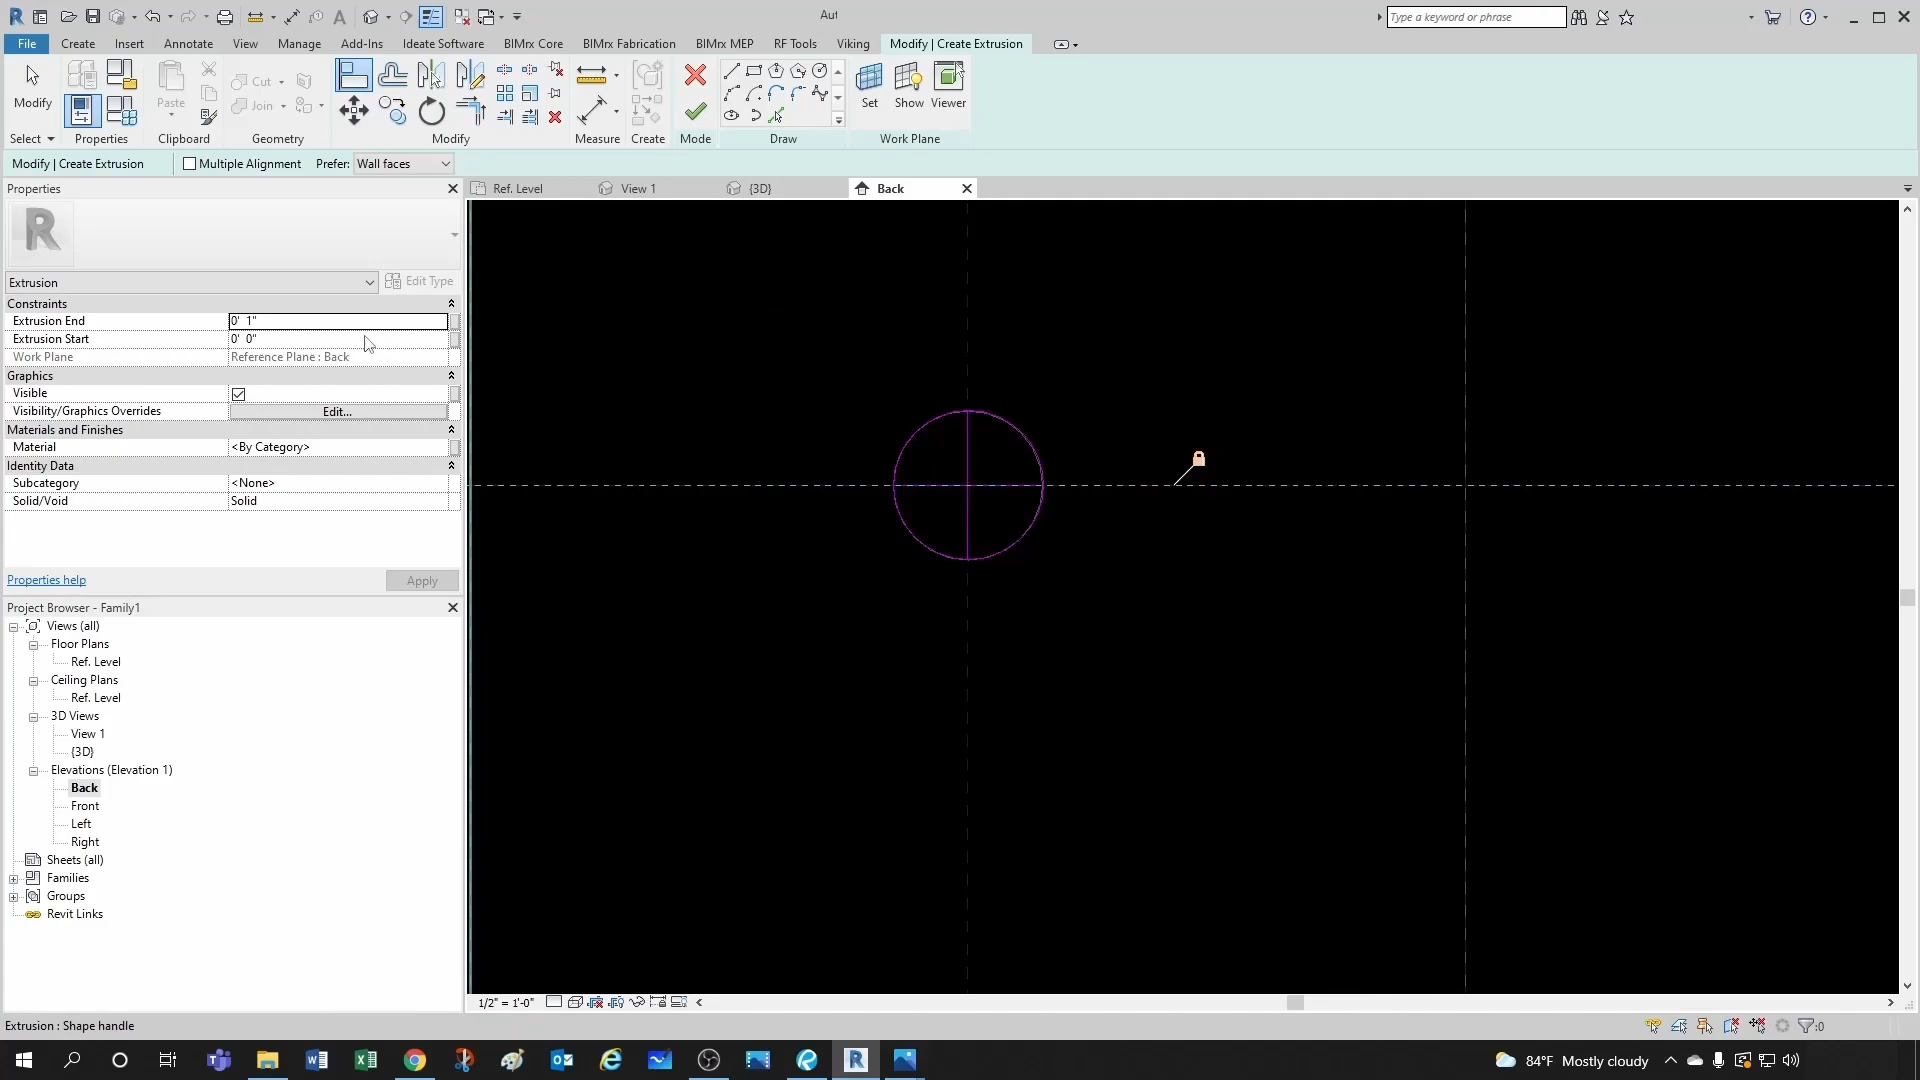 Aut
Type a keyword or phrase
File Create Insert Annotate View Manage Add-Ins Ideate Software BIMrx Core BIMrx Fabrication BIMrx MEP RF Tools Viking Modify | Create Extrusion
Cut
Join
Modify Paste Set Show Viewer
Select Properties Clipboard Geometry Modify Measure Create Mode Draw Work Plane
Modify | Create Extrusion Multiple Alignment Prefer: Wall faces
Properties
Ref. Level View 1 {3D} Back
Extrusion Edit Type
Constraints
Extrusion End 0' 1"
Extrusion Start 0' 0"
Work Plane Reference Plane : Back
Graphics
Visible
Visibility/Graphics Overrides Edit...
Materials and Finishes
Material <By Category>
Identity Data
Subcategory <None>
Solid/Void Solid
Properties help Apply
Project Browser - Family1
Views (all)
Floor Plans
Ref. Level
Ceiling Plans
Ref. Level
3D Views
View 1
{3D}
Elevations (Elevation 1)
Back
Front
Left
Right
Sheets (all)
Families
Groups
Revit Links
1/2" = 1'-0"
Extrusion : Shape handle
:0
84°F Mostly cloudy